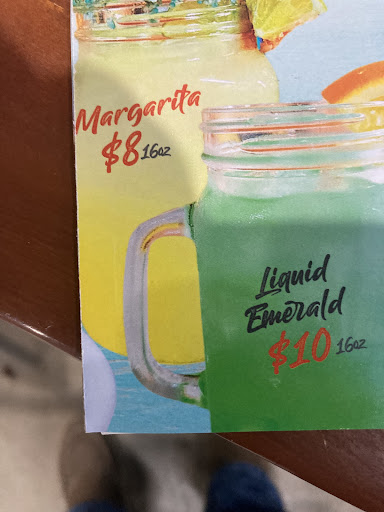 Margarita
$8 16oz
Liquid
Emerald
$10 16oz